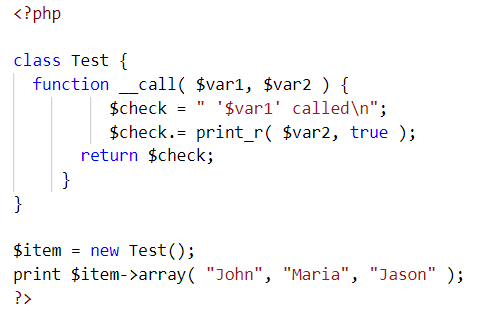 <?php
class Test {
function __call( $var1, $var2 ) {
$check = " '$var1' called\n";
$check.= print_r( $var2, true );
return $check;
}
}
$item = new Test();
print $item->array( "John", "Maria", "Jason" );
?>